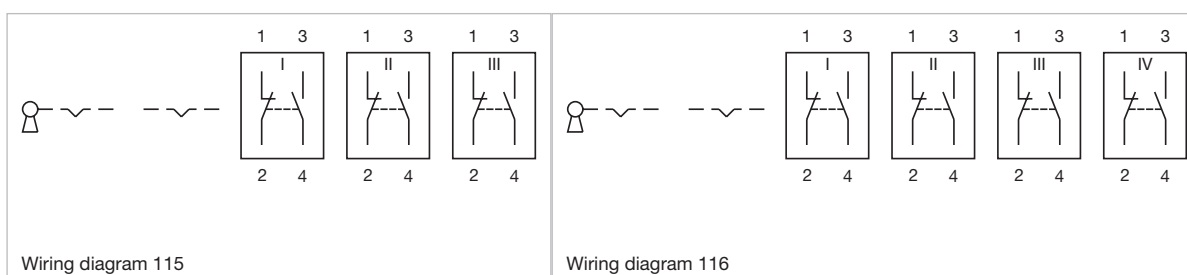 1 3 1 3 1 3
I II III
2 4 2 4 2 4
Wiring diagram 115
1 3 1 3 1 3 1 3
I II III IV
2 4 2 4 2 4 2 4
Wiring diagram 116